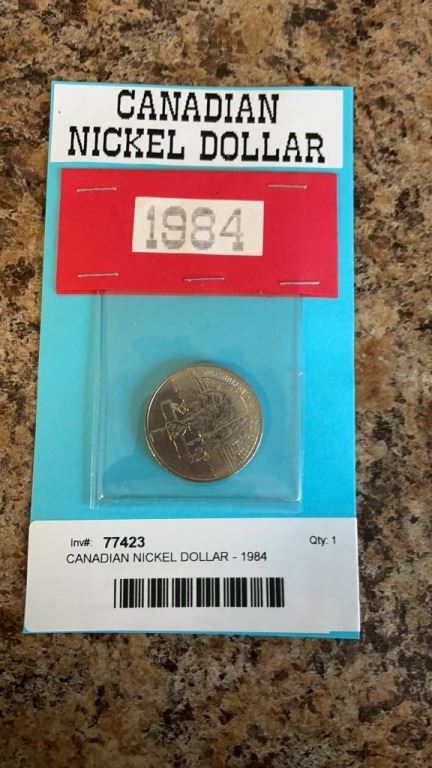 CANADIAN
NICKEL DOLLAR
1984
Inv#: 77423
Qty: 1
CANADIAN NICKEL DOLLAR - 1984